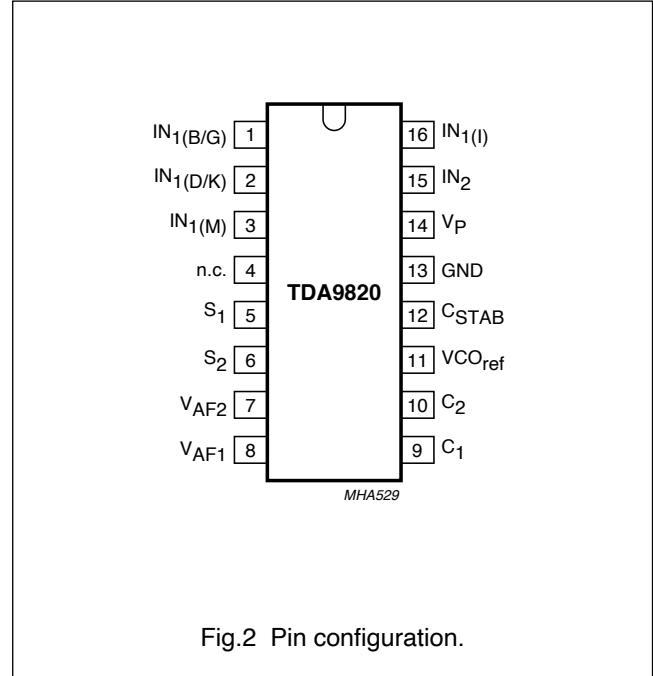 IN1(B/G) 1 16 IN1(I)
IN1(D/K) 2 15 IN2
IN1(M) 3 14 VP
n.c. 4 13 GND
TDA9820
S1 5 12 CSTAB
S2 6 11 VCOref
VAF2 7 10 C2
VAF1 8 9 C1
MHA529
Fig.2 Pin configuration.